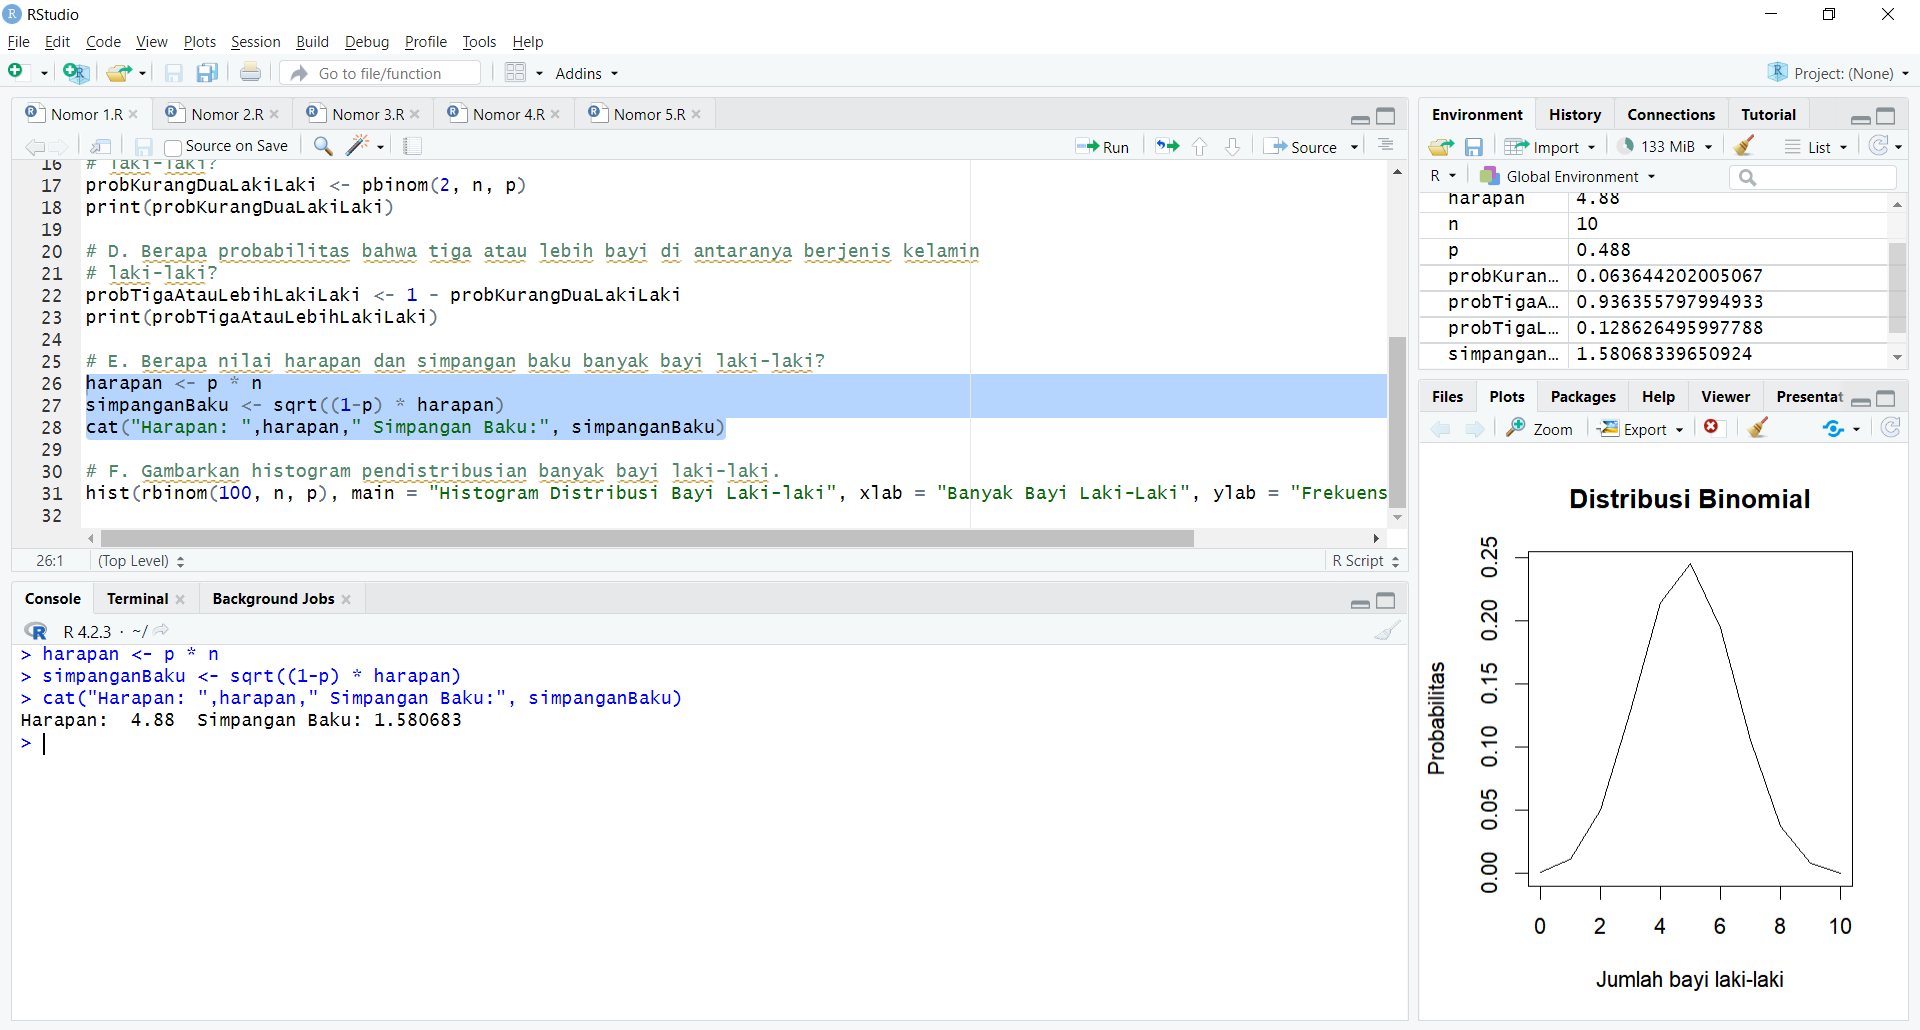 RStudio
File Edit Code View Plots Session Build Debug Profile Tools Help
Go to file/function Addins Project: (None)
Nomor 1.R Nomor 2.R Nomor 3.R Nomor 4.R Nomor 5.R
Source on Save Run Source
16 # laki-laki?
17 probKurangDuaLakiLaki <- pbinom(2, n, p)
18 print(probKurangDuaLakiLaki)
19
20 # D. Berapa probabilitas bahwa tiga atau lebih bayi di antaranya berjenis kelamin
21 # laki-laki?
22 probTigaAtauLebihLakiLaki <- 1 - probKurangDuaLakiLaki
23 print(probTigaAtauLebihLakiLaki)
24
25 # E. Berapa nilai harapan dan simpangan baku banyak bayi laki-laki?
26 harapan <- p * n
27 simpanganBaku <- sqrt((1-p) * harapan)
28 cat("Harapan: ",harapan," Simpangan Baku:", simpanganBaku)
29
30 # F. Gambarkan histogram pendistribusian banyak bayi laki-laki.
31 hist(rbinom(100, n, p), main = "Histogram Distribusi Bayi Laki-laki", xlab = "Banyak Bayi Laki-Laki", ylab = "Frekuens
32
26:1 (Top Level) R Script
Console Terminal Background Jobs
R 4.2.3 · ~/
> harapan <- p * n
> simpanganBaku <- sqrt((1-p) * harapan)
> cat("Harapan: ",harapan," Simpangan Baku:", simpanganBaku)
Harapan:  4.88  Simpangan Baku: 1.580683
>
Environment History Connections Tutorial
Import 133 MiB List
R Global Environment
harapan 4.88
n 10
p 0.488
probKuran… 0.063644202005067
probTigaA… 0.936355797994933
probTigaL… 0.128626495997788
simpangan… 1.58068339650924
Files Plots Packages Help Viewer Presentat
Zoom Export
Distribusi Binomial
Probabilitas
0.00 0.05 0.10 0.15 0.20 0.25
0 2 4 6 8 10
Jumlah bayi laki-laki